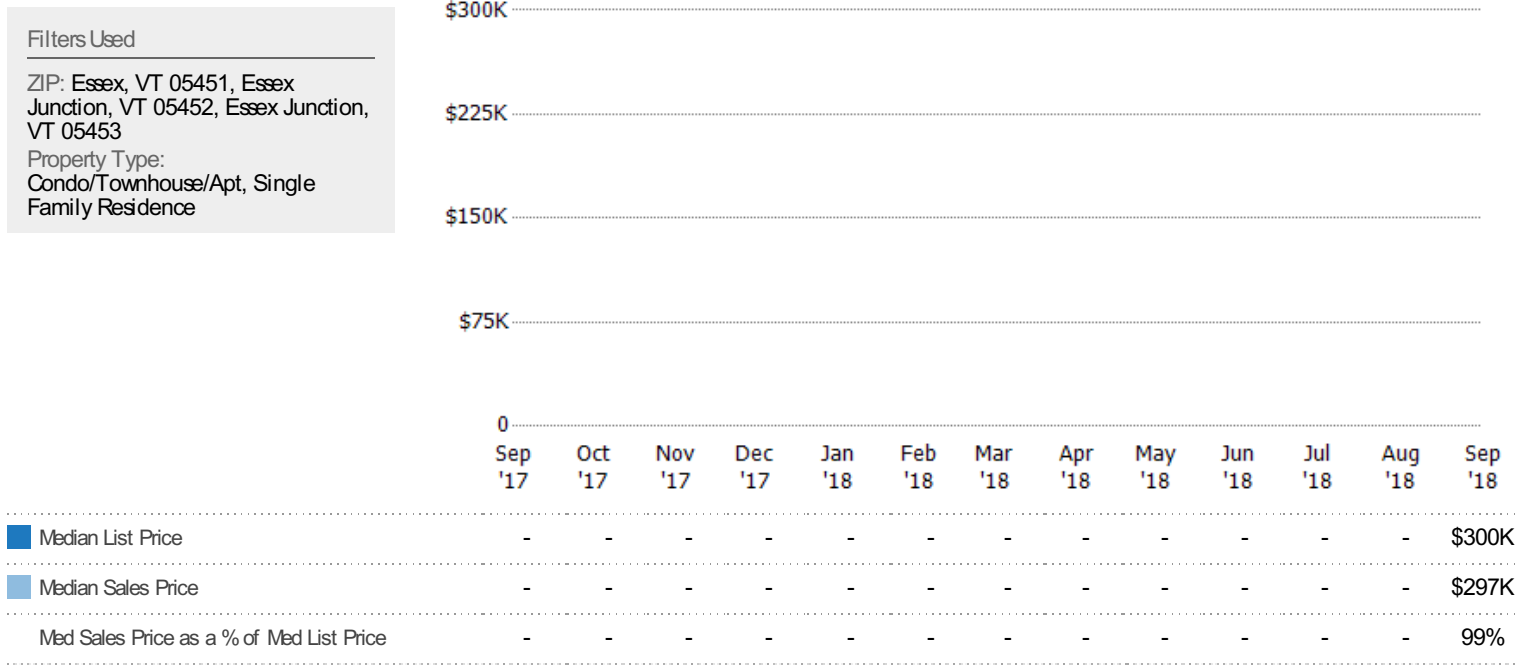 Filters Used
ZIP: Essex, VT 05451, Essex
Junction, VT 05452, Essex Junction,
VT 05453
Property Type:
Condo/Townhouse/Apt, Single
Family Residence
$300K
$225K
$150K
$75K
0
Sep Oct Nov Dec Jan Feb Mar Apr May Jun Jul Aug Sep
'17 '17 '17 '17 '18 '18 '18 '18 '18 '18 '18 '18 '18
Median List Price - - - - - - - - - - - - $300K
Median Sales Price - - - - - - - - - - - - $297K
Med Sales Price as a % of Med List Price - - - - - - - - - - - - 99%